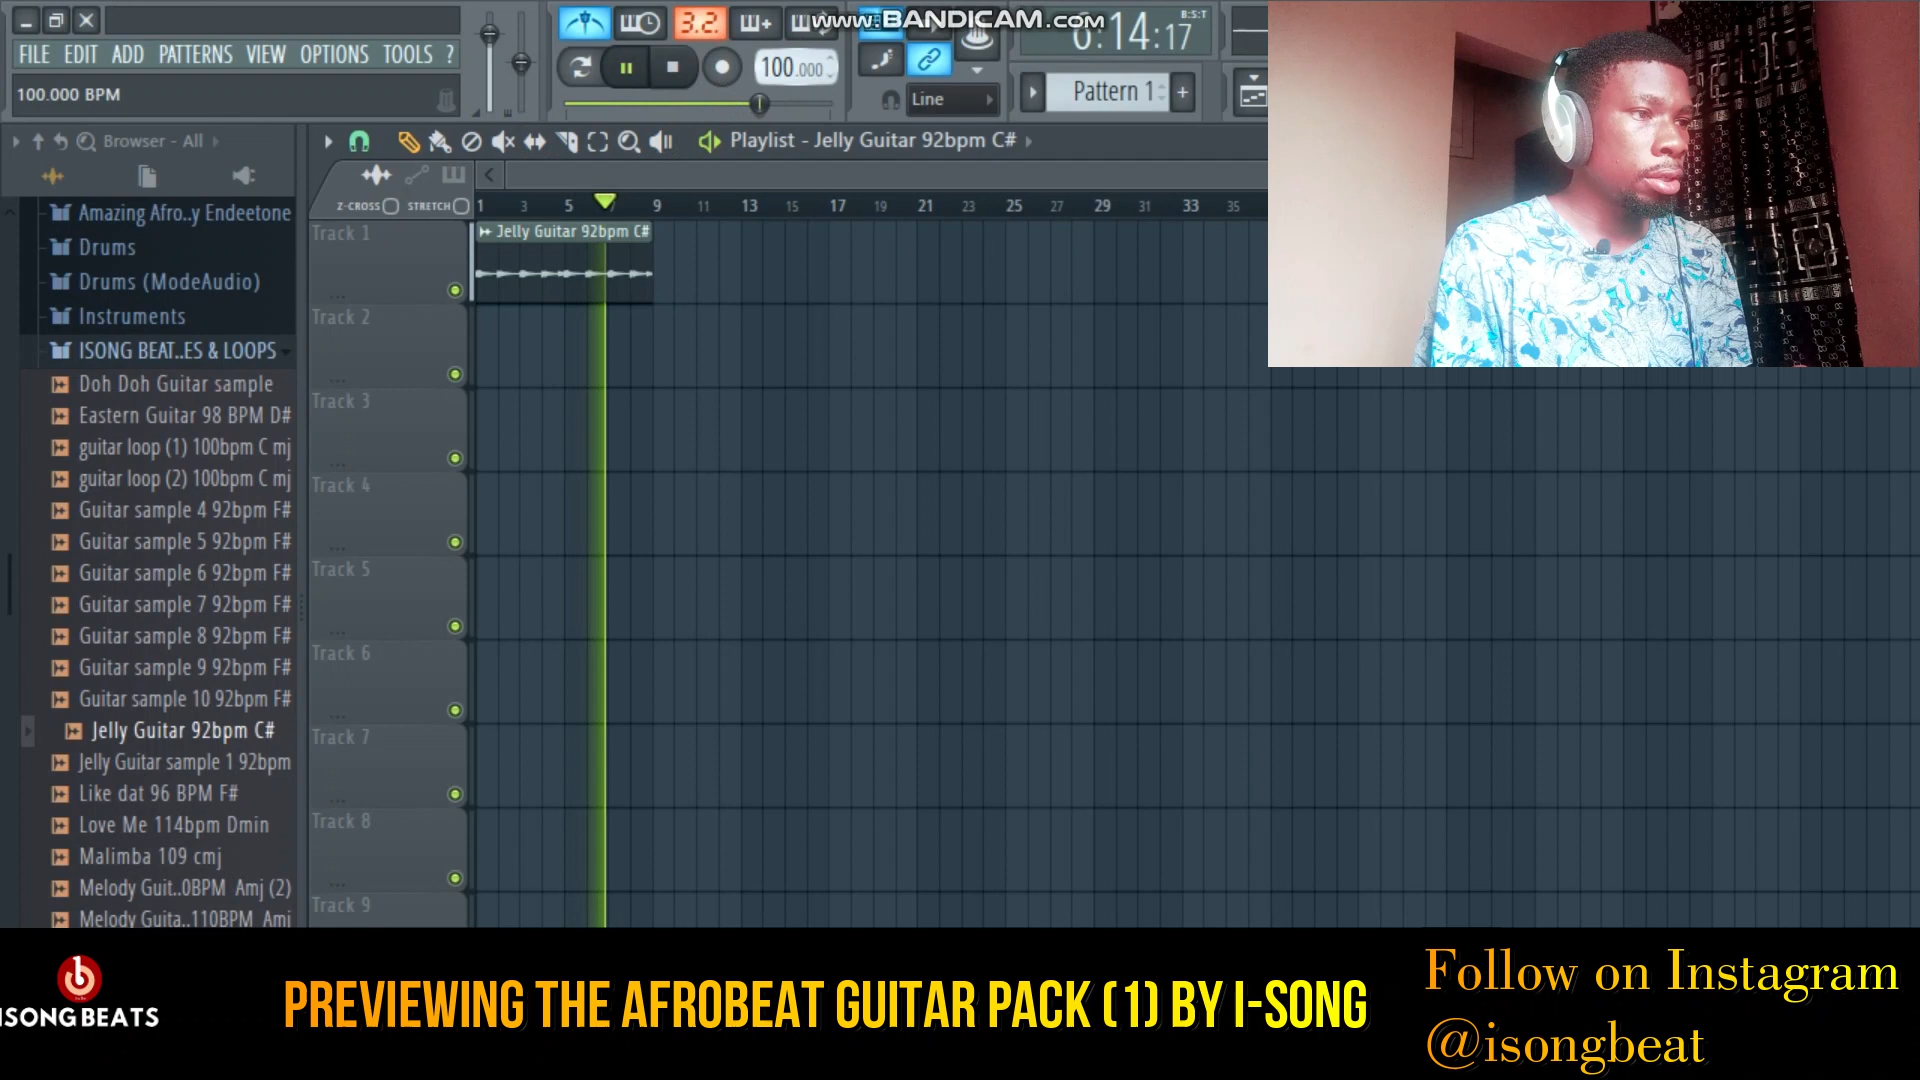 www.BANDICAM.com
3.2
6:14:17
B:S:T
FILE EDIT ADD PATTERNS VIEW OPTIONS TOOLS ?
100.000
Line
Pattern 1
100.000 BPM
Browser - All
Playlist - Jelly Guitar 92bpm C#
Z-CROSS STRETCH
1 3 5 7 9 11 13 15 17 19 21 23 25 27 29 31 33 35
Amazing Afro..y Endeetone
Drums
Drums (ModeAudio)
Instruments
ISONG BEAT..ES & LOOPS
Doh Doh Guitar sample
Eastern Guitar 98 BPM D#
guitar loop (1) 100bpm C mj
guitar loop (2) 100bpm C mj
Guitar sample 4 92bpm F#
Guitar sample 5 92bpm F#
Guitar sample 6 92bpm F#
Guitar sample 7 92bpm F#
Guitar sample 8 92bpm F#
Guitar sample 9 92bpm F#
Guitar sample 10 92bpm F#
Jelly Guitar 92bpm C#
Jelly Guitar sample 1 92bpm
Like dat 96 BPM F#
Love Me 114bpm Dmin
Malimba 109 cmj
Melody Guit..0BPM Amj (2)
Melody Guita..110BPM Amj
Track 1
Jelly Guitar 92bpm C#
Track 2
Track 3
Track 4
Track 5
Track 6
Track 7
Track 8
Track 9
ISONG BEATS
PREVIEWING THE AFROBEAT GUITAR PACK (1) BY I-SONG
Follow on Instagram
@isongbeat